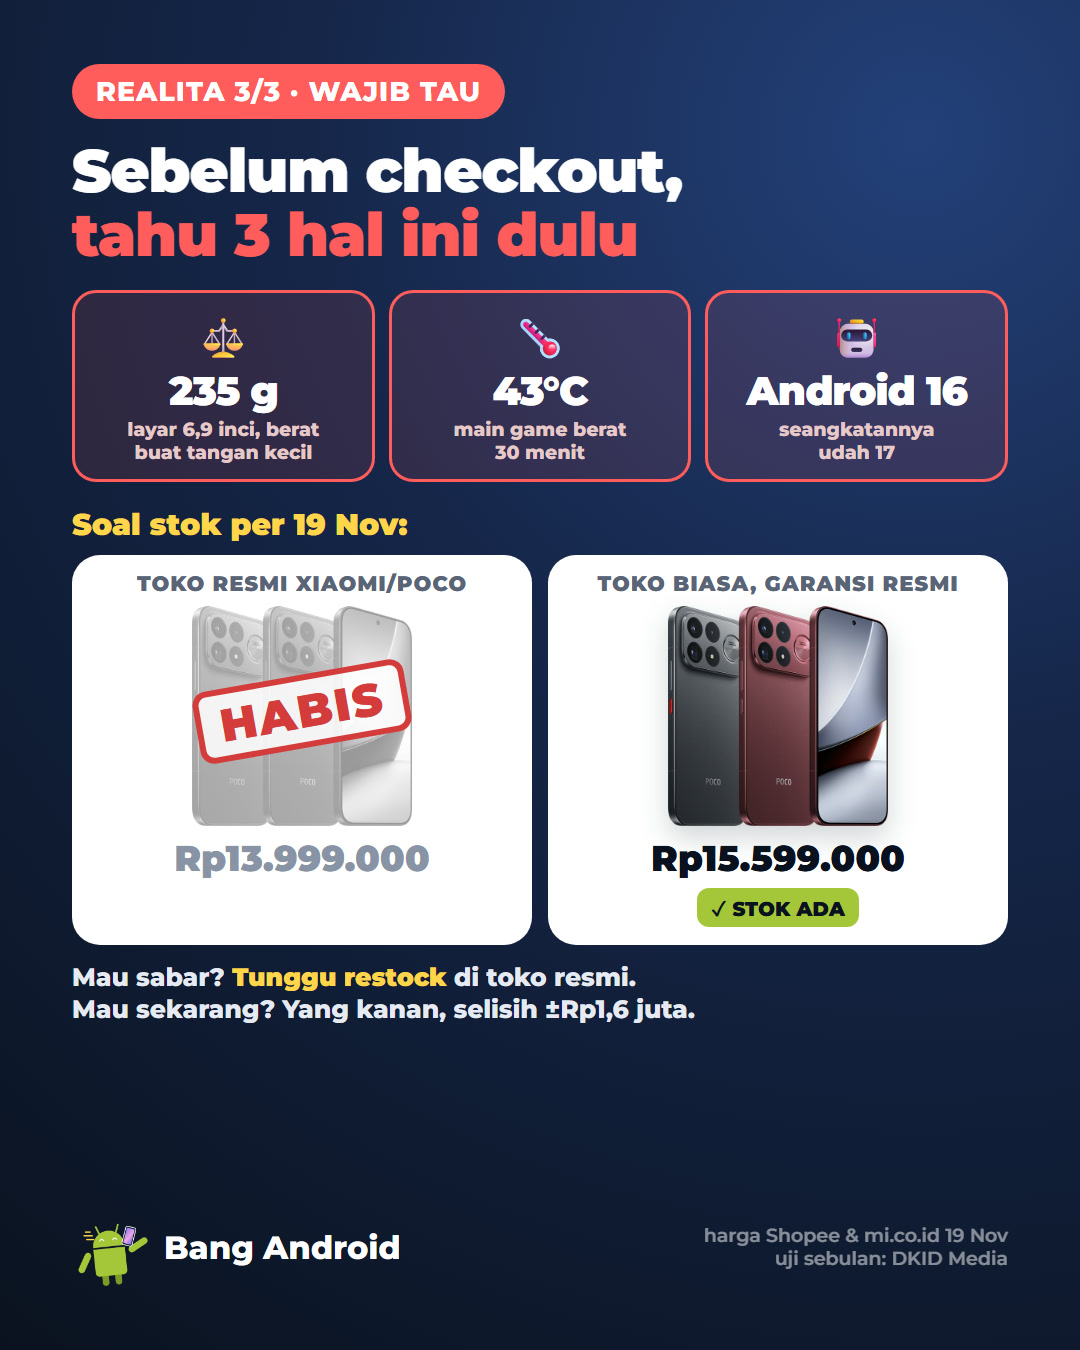 REALITA 3/3 • WAJIB TAU
Sebelum checkout,
tahu 3 hal ini dulu
235 g
layar 6,9 inci, berat
buat tangan kecil
43°C
main game berat
30 menit
Android 16
seangkatannya
udah 17
Soal stok per 19 Nov:
TOKO RESMI XIAOMI/POCO
POCO
POCO
HABIS
Rp13.999.000
TOKO BIASA, GARANSI RESMI
POCO
POCO
Rp15.599.000
✓ STOK ADA
Mau sabar? Tunggu restock di toko resmi.
Mau sekarang? Yang kanan, selisih ±Rp1,6 juta.
Bang Android
harga Shopee & mi.co.id 19 Nov
uji sebulan: DKID Media